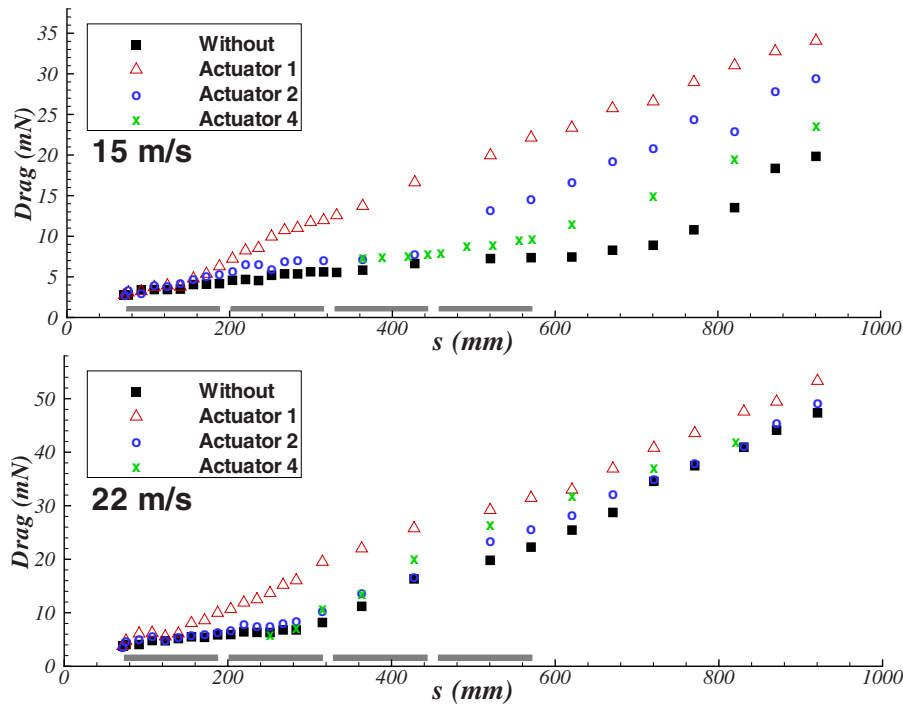 35
30
25
20
15
10
5
0
Drag (mN)
Without
Actuator 1
Actuator 2
Actuator 4
15 m/s
0 200 400 600 800 1000
s (mm)
50
40
30
20
10
0
Drag (mN)
Without
Actuator 1
Actuator 2
Actuator 4
22 m/s
0 200 400 600 800 1000
s (mm)